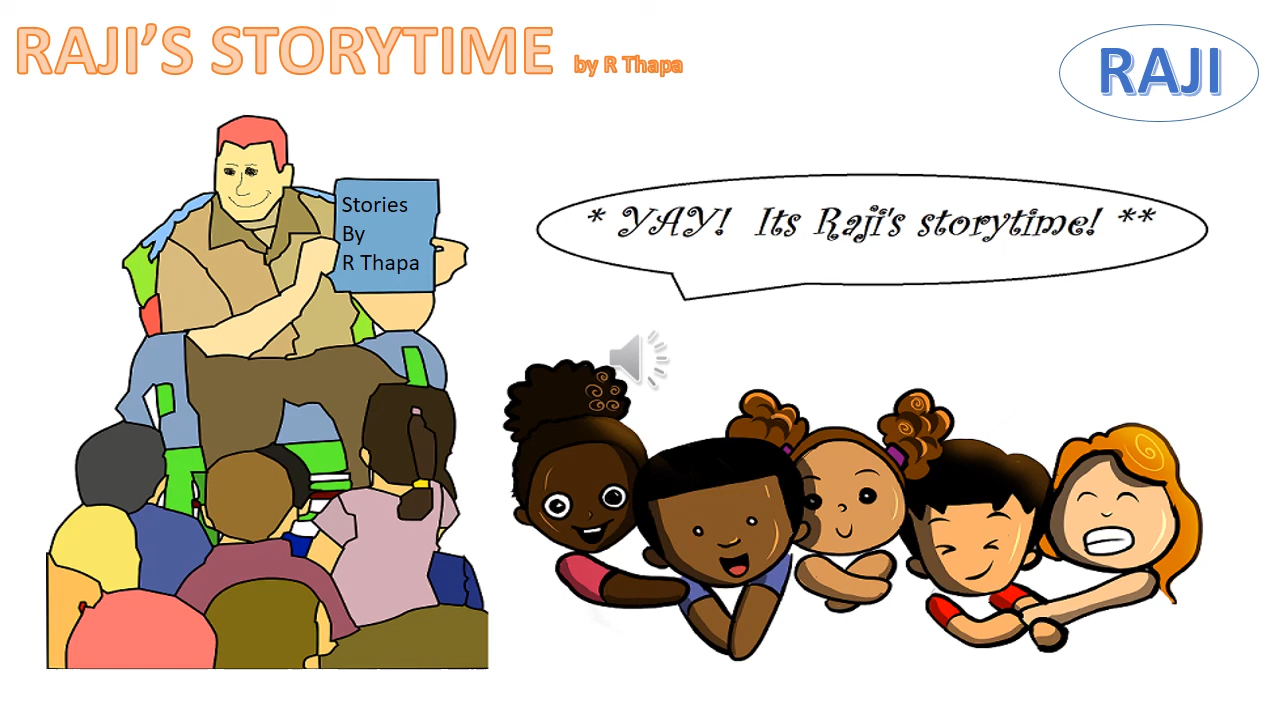 RAJI'S STORYTIME by R Thapa
RAJI
Stories
By
R Thapa
* YAY! Its Raji's storytime! **